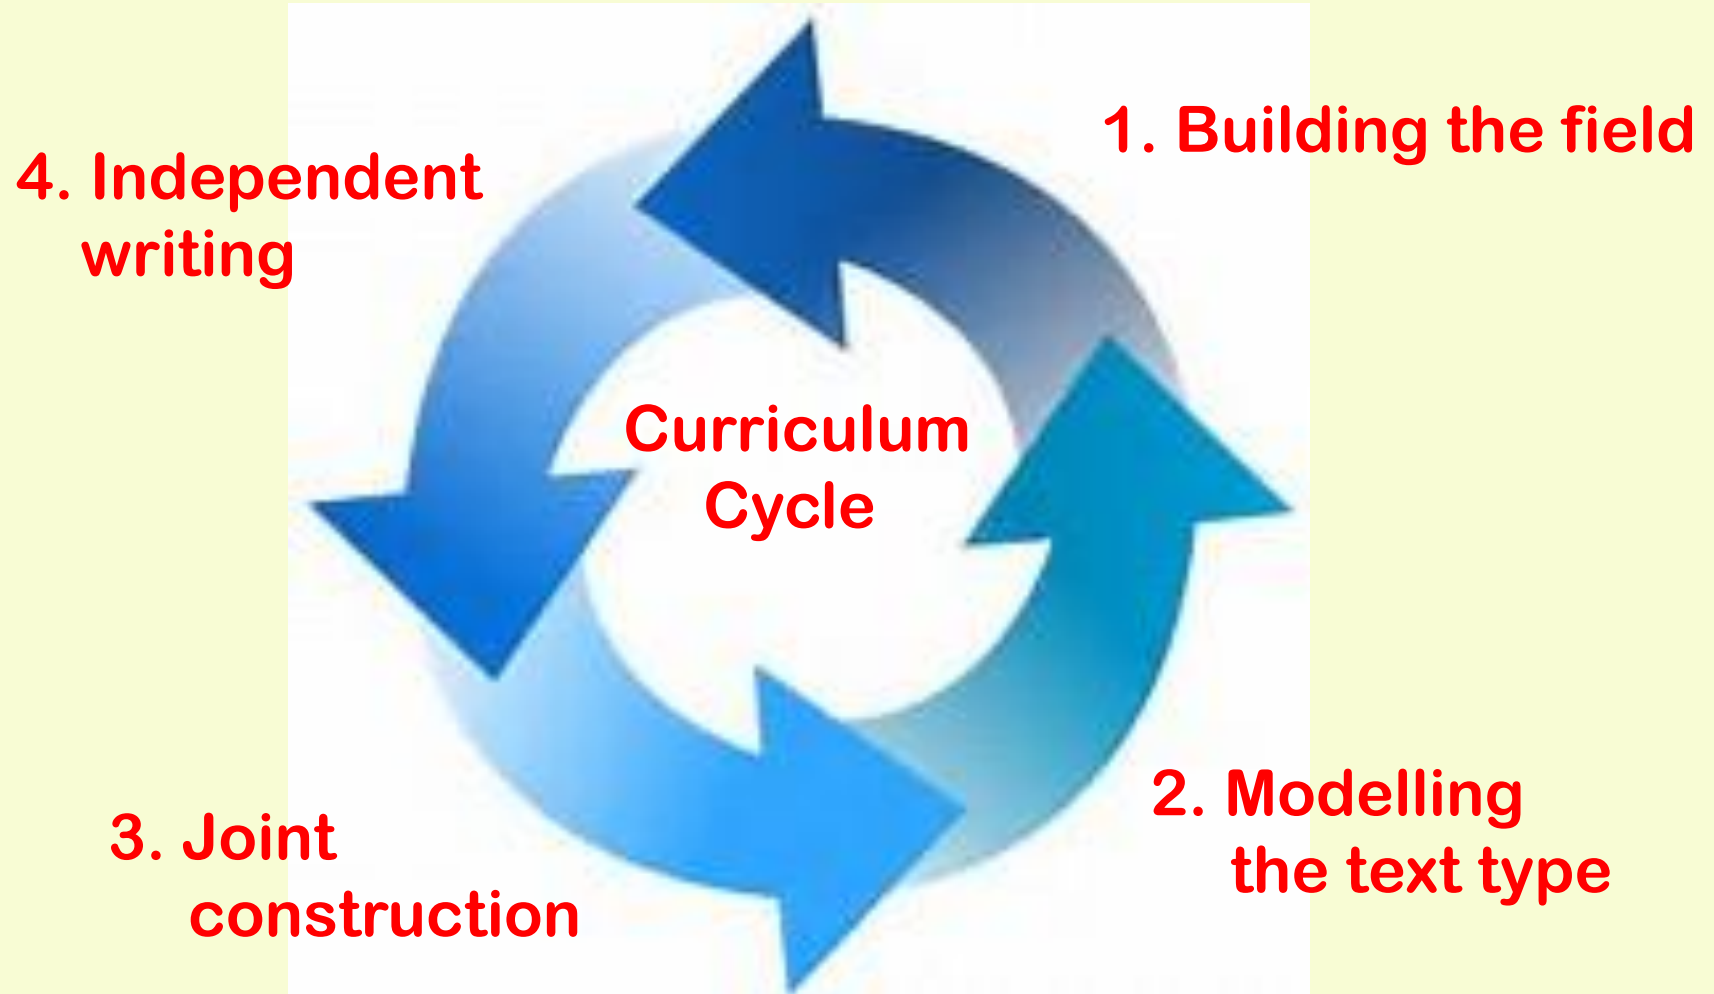 1. Building the field
2. Modelling
the text type
3. Joint
construction
4. Independent
writing
Curriculum
Cycle